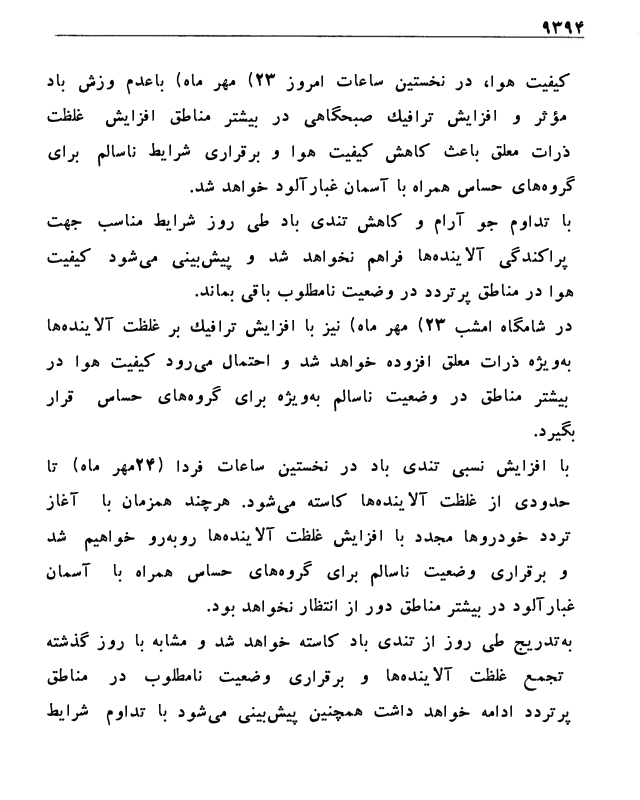 ۹۳۹۴
کیفیت هوا، در نخستین ساعات امروز ۲۳) مهر ماه) باعدم وزش باد
مؤثر و افزایش ترافیك صبحگاهی در بیشتر مناطق افزایش غلظت
ذرات معلق باعث کاهش کیفیت هوا و برقراری شرایط ناسالم برای
گروه‌های حساس همراه با آسمان غبارآلود خواهد شد.
با تداوم جو آرام و کاهش تندی باد طی روز شرایط مناسب جهت
پراکندگی آلاینده‌ها فراهم نخواهد شد و پیش‌بینی می‌شود کیفیت
هوا در مناطق پرتردد در وضعیت نامطلوب باقی بماند.
در شامگاه امشب ۲۳) مهر ماه) نیز با افزایش ترافیك بر غلظت آلاینده‌ها
به‌ویژه ذرات معلق افزوده خواهد شد و احتمال می‌رود کیفیت هوا در
بیشتر مناطق در وضعیت ناسالم به‌ویژه برای گروه‌های حساس قرار
بگیرد.
با افزایش نسبی تندی باد در نخستین ساعات فردا (۲۴مهر ماه) تا
حدودی از غلظت آلاینده‌ها کاسته می‌شود. هرچند همزمان با آغاز
تردد خودروها مجدد با افزایش غلظت آلاینده‌ها روبه‌رو خواهیم شد
و برقراری وضعیت ناسالم برای گروه‌های حساس همراه با آسمان
غبارآلود در بیشتر مناطق دور از انتظار نخواهد بود.
به‌تدریج طی روز از تندی باد کاسته خواهد شد و مشابه با روز گذشته
تجمع غلظت آلاینده‌ها و برقراری وضعیت نامطلوب در مناطق
پرتردد ادامه خواهد داشت همچنین پیش‌بینی می‌شود با تداوم شرایط